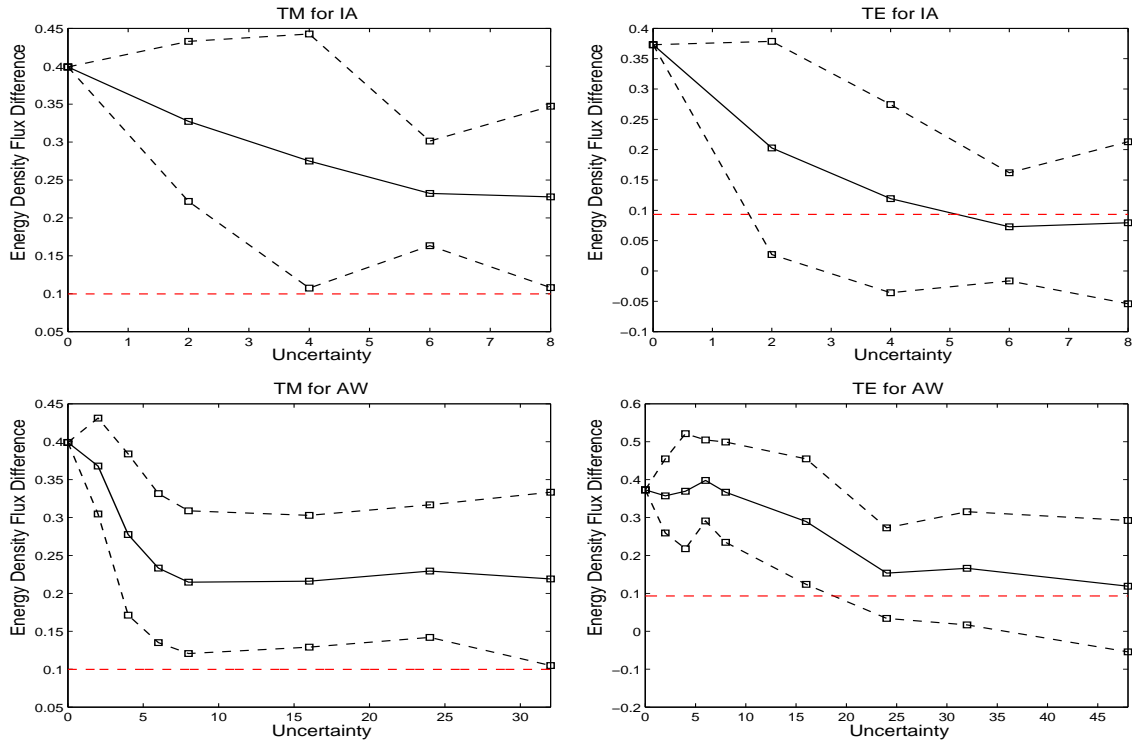 TM for IA
Energy Density Flux Difference
0.45
0.4
0.35
0.3
0.25
0.2
0.15
0.1
0.05
0 1 2 3 4 5 6 7 8
Uncertainty
TE for IA
Energy Density Flux Difference
0.4
0.35
0.3
0.25
0.2
0.15
0.1
0.05
0
−0.05
−0.1
0 1 2 3 4 5 6 7 8
Uncertainty
TM for AW
Energy Density Flux Difference
0.45
0.4
0.35
0.3
0.25
0.2
0.15
0.1
0.05
0 5 10 15 20 25 30
Uncertainty
TE for AW
Energy Density Flux Difference
0.6
0.5
0.4
0.3
0.2
0.1
0
−0.1
−0.2
0 5 10 15 20 25 30 35 40 45
Uncertainty